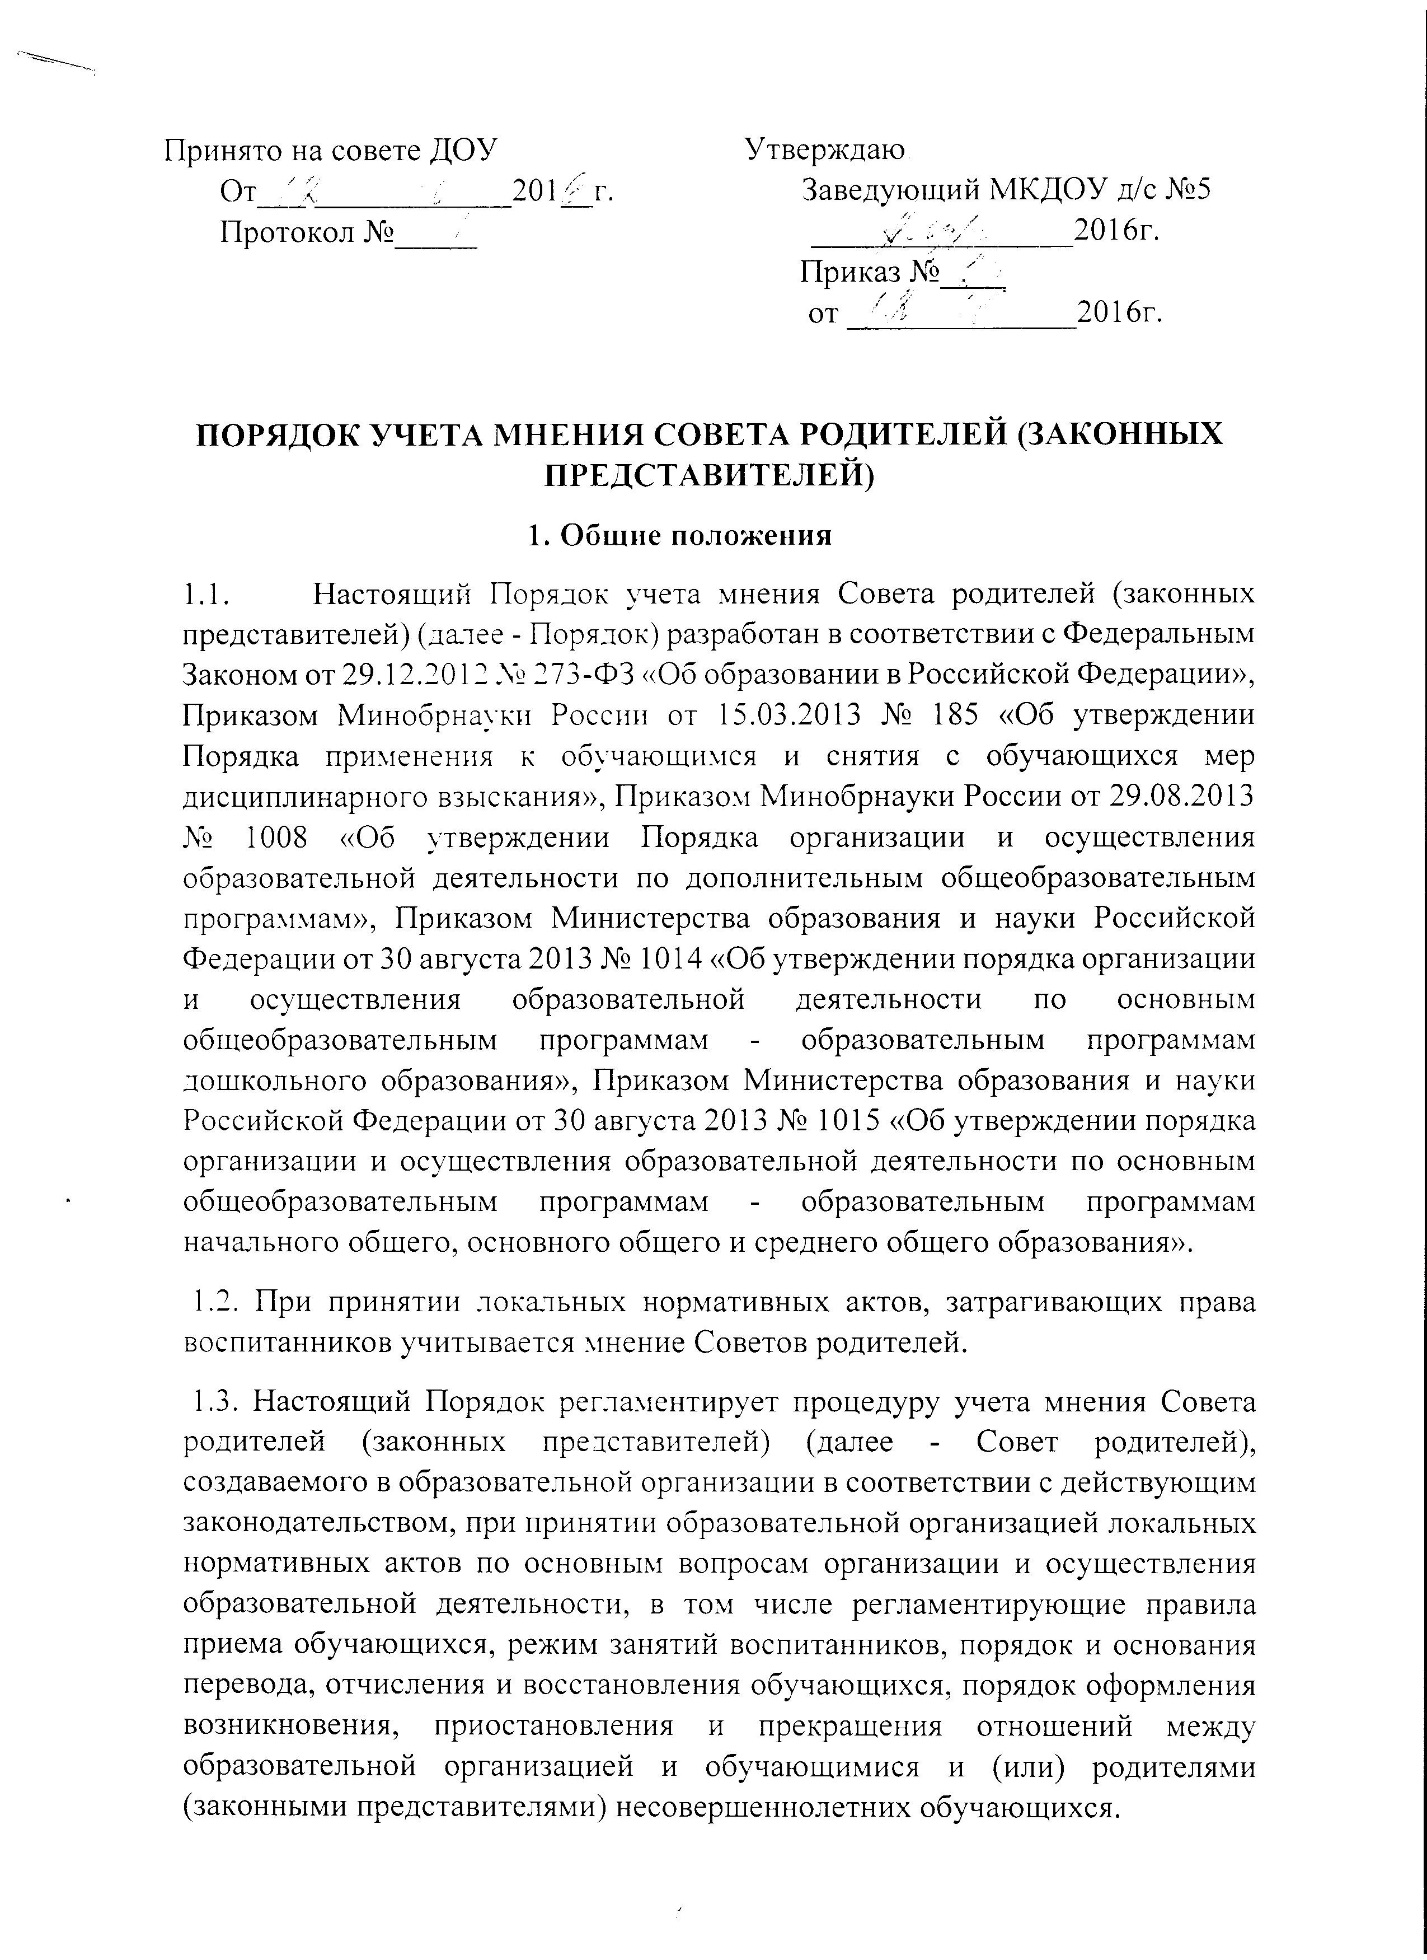 Принято на совете ДОУ
Утверждаю
От____________2016 г.
Заведующий МКДОУ д/с №5
Протокол №_____
________________2016г.
Приказ №____
от ______________2016г.
ПОРЯДОК УЧЕТА МНЕНИЯ СОВЕТА РОДИТЕЛЕЙ (ЗАКОННЫХ
ПРЕДСТАВИТЕЛЕЙ)
1. Общие положения
1.1. Настоящий Порядок учета мнения Совета родителей (законных
представителей) (далее - Порядок) разработан в соответствии с Федеральным
Законом от 29.12.2012 № 273-ФЗ «Об образовании в Российской Федерации»,
Приказом Минобрнауки России от 15.03.2013 № 185 «Об утверждении
Порядка применения к обучающимся и снятия с обучающихся мер
дисциплинарного взыскания», Приказом Минобрнауки России от 29.08.2013
№ 1008 «Об утверждении Порядка организации и осуществления
образовательной деятельности по дополнительным общеобразовательным
программам», Приказом Министерства образования и науки Российской
Федерации от 30 августа 2013 № 1014 «Об утверждении порядка организации
и осуществления образовательной деятельности по основным
общеобразовательным программам - образовательным программам
дошкольного образования», Приказом Министерства образования и науки
Российской Федерации от 30 августа 2013 № 1015 «Об утверждении порядка
организации и осуществления образовательной деятельности по основным
общеобразовательным программам - образовательным программам
начального общего, основного общего и среднего общего образования».
1.2. При принятии локальных нормативных актов, затрагивающих права
воспитанников учитывается мнение Советов родителей.
1.3. Настоящий Порядок регламентирует процедуру учета мнения Совета
родителей (законных представителей) (далее - Совет родителей),
создаваемого в образовательной организации в соответствии с действующим
законодательством, при принятии образовательной организацией локальных
нормативных актов по основным вопросам организации и осуществления
образовательной деятельности, в том числе регламентирующие правила
приема обучающихся, режим занятий воспитанников, порядок и основания
перевода, отчисления и восстановления обучающихся, порядок оформления
возникновения, приостановления и прекращения отношений между
образовательной организацией и обучающимися и (или) родителями
(законными представителями) несовершеннолетних обучающихся.